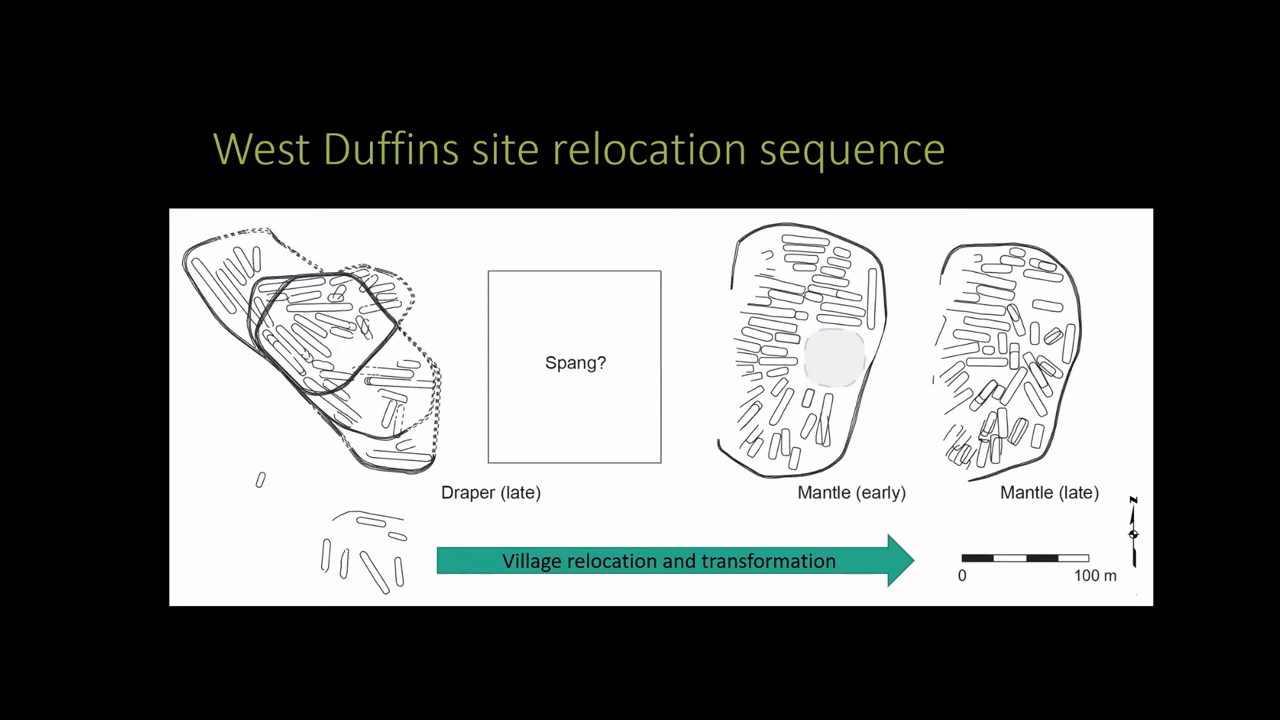 West Duffins site relocation sequence
Spang?
Draper (late)
Mantle (early)
Mantle (late)
N
Village relocation and transformation
0
100 m